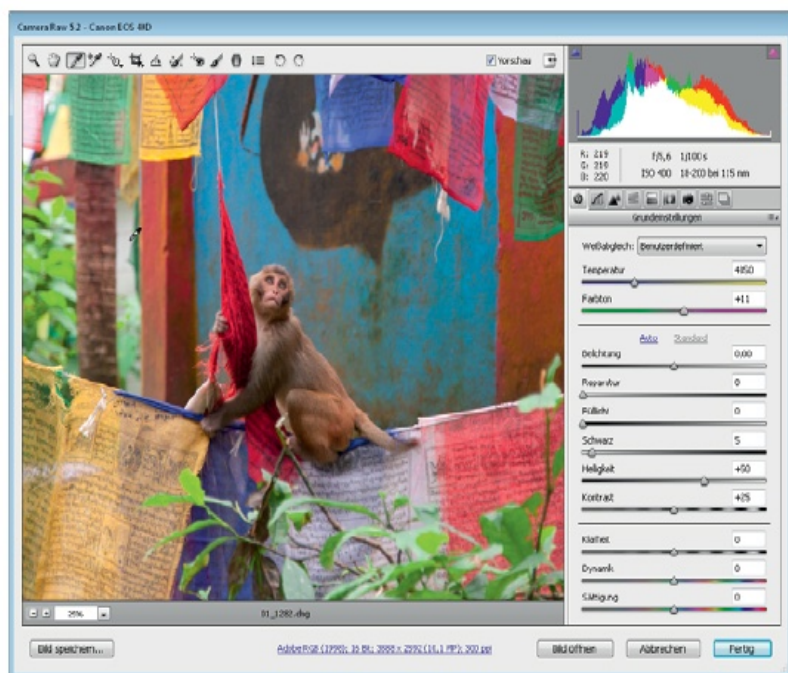 Camera Raw 5.2 - Canon EOS 40D
Vorschau
R: 219
G: 219
B: 220
f/5,6 1/100 s
ISO 400 18-200 bei 115 mm
Grundeinstellungen
Weißabgleich: Benutzerdefiniert
Temperatur 4850
Farbton +11
Auto Standard
Belichtung 0,00
Reparatur 0
Fülllicht 0
Schwarz 5
Helligkeit +50
Kontrast +25
Klarheit 0
Dynamik 0
Sättigung 0
25%
01_1282.dng
Bild speichern...
AdobeRGB (1998); 16 Bit; 3888 x 2592 (10,1 MP); 300 ppi
Bild öffnen
Abbrechen
Fertig